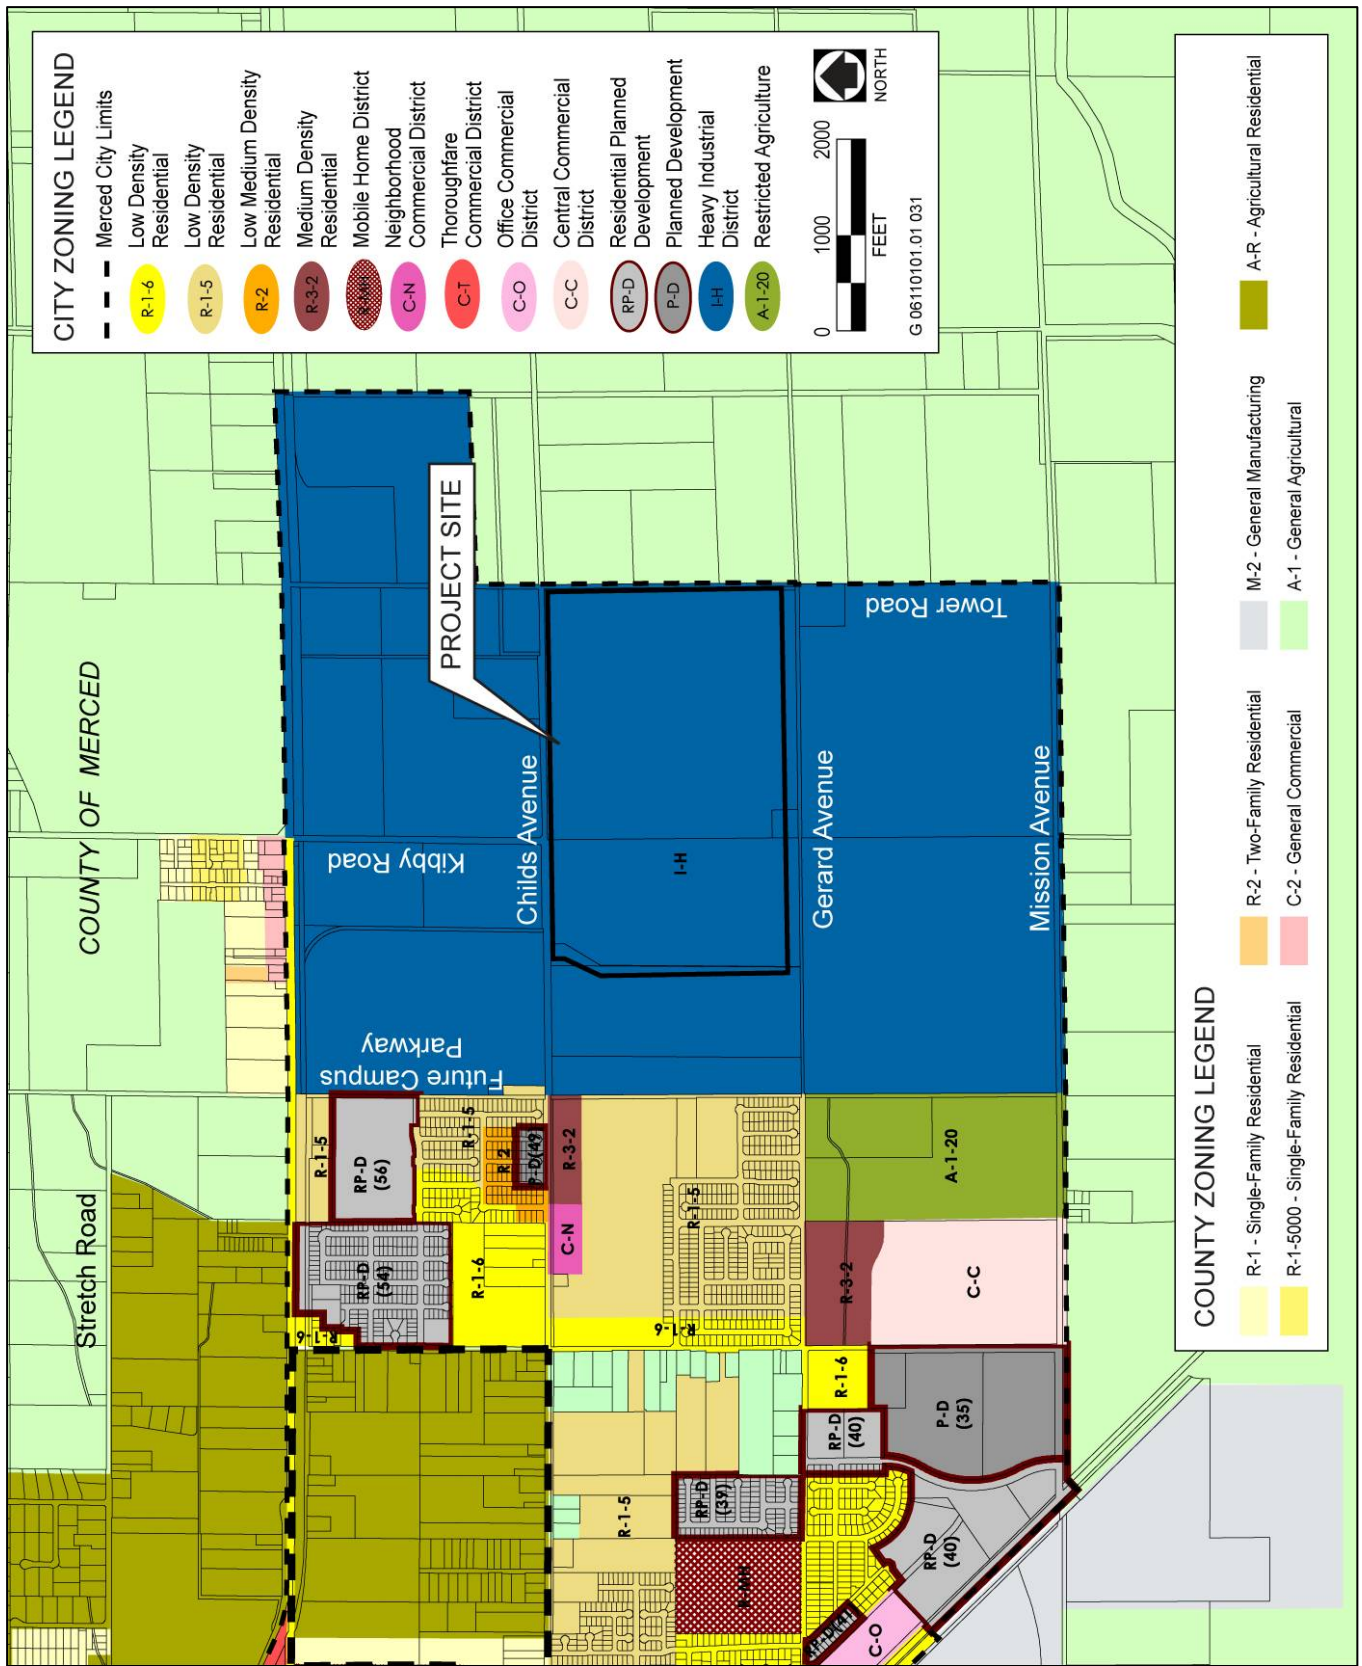 CITY ZONING LEGEND
Merced City Limits
R-1-6
Low Density
Residential
R-1-5
Low Density
Residential
R-2
Low Medium Density
Residential
R-3-2
Medium Density
Residential
R-MH
Mobile Home District
C-N
Neighborhood
Commercial District
C-T
Thoroughfare
Commercial District
C-O
Office Commercial
District
C-C
Central Commercial
District
RP-D
Residential Planned
Development
P-D
Planned Development
I-H
Heavy Industrial
District
A-1-20
Restricted Agriculture
0
1000
2000
FEET
NORTH
G 06110101.01 031
COUNTY OF MERCED
Stretch Road
PROJECT SITE
Kibby Road
Childs Avenue
Future Campus
Parkway
Tower Road
Gerard Avenue
Mission Avenue
I-H
R-1-5
RP-D
(56)
R-1-5
R-2
P-D(49)
RP-D
(54)
R-1-6
R-1-6
R-3-2
C-N
R-1-5
R-1-6
A-1-20
R-3-2
C-C
R-1-6
RP-D
(40)
P-D
(35)
R-1-5
RP-D
(39)
R-MH
RP-D
(40)
RP-D(41)
C-O
COUNTY ZONING LEGEND
R-1 - Single-Family Residential
R-1-5000 - Single-Family Residential
R-2 - Two-Family Residential
C-2 - General Commercial
M-2 - General Manufacturing
A-1 - General Agricultural
A-R - Agricultural Residential